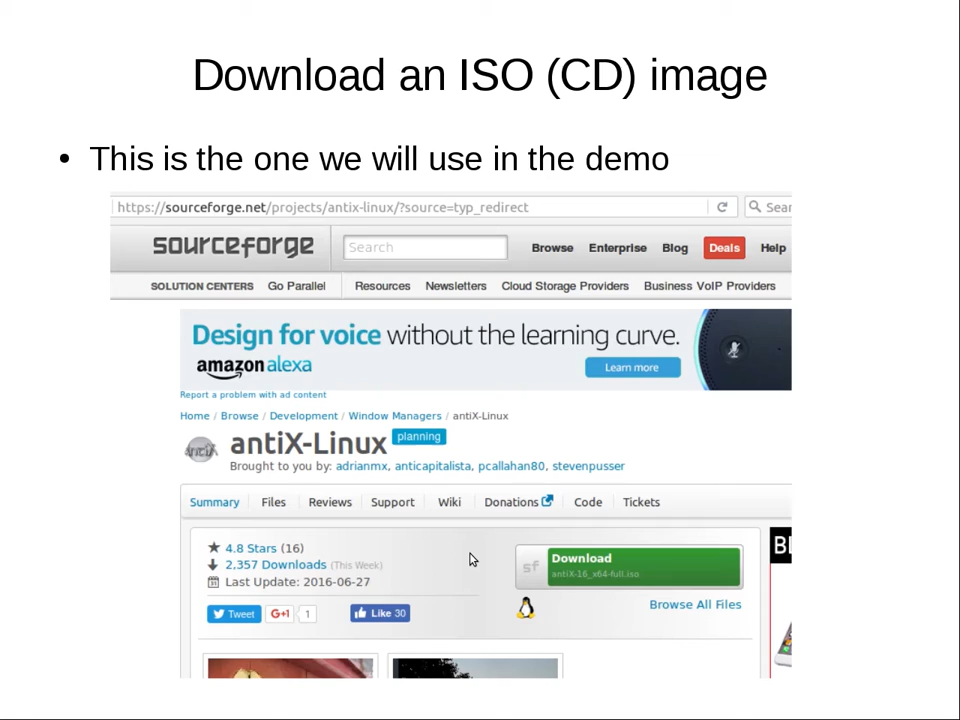 Download an ISO (CD) image
• This is the one we will use in the demo
https://sourceforge.net/projects/antix-linux/?source=typ_redirect
Sear
sourceforge
Search
Browse Enterprise Blog Deals Help
SOLUTION CENTERS Go Parallel Resources Newsletters Cloud Storage Providers Business VoIP Providers
Design for voice without the learning curve.
amazon alexa
Learn more
Report a problem with ad content
Home / Browse / Development / Window Managers / antiX-Linux
antiX
antiX-Linux planning
Brought to you by: adrianmx, anticapitalista, pcallahan80, stevenpusser
Summary Files Reviews Support Wiki Donations Code Tickets
4.8 Stars (16)
2,357 Downloads (This Week)
Last Update: 2016-06-27
Tweet G+1 1 Like 30
sf Download
antiX-16_x64-full.iso
Browse All Files